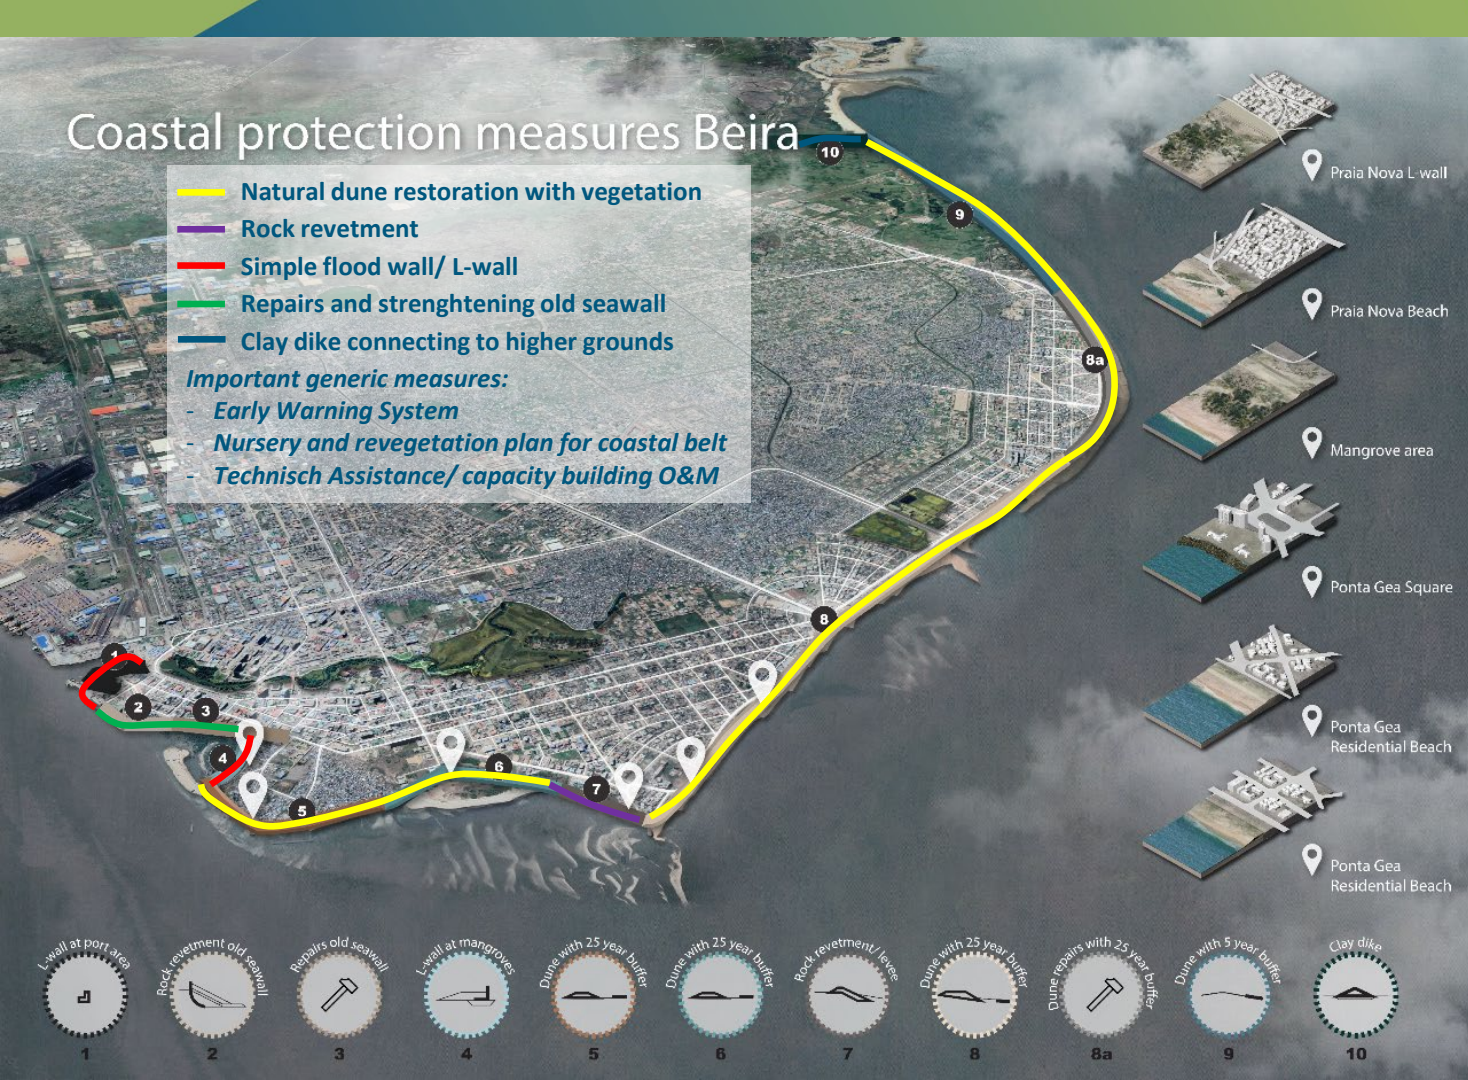 Coastal protection measures Beira
Natural dune restoration with vegetation
Rock revetment
Simple flood wall/ L-wall
Repairs and strenghtening old seawall
Clay dike connecting to higher grounds
Important generic measures:
- Early Warning System
- Nursery and revegetation plan for coastal belt
- Technisch Assistance/ capacity building O&M
10
9
8a
8
1
2
3
4
5
6
7
Praia Nova L-wall
Praia Nova Beach
Mangrove area
Ponta Gea Square
Ponta Gea
Residential Beach
Ponta Gea
Residential Beach
L-wall at port area
1
Rock revetment old seawall
2
Repairs old seawall
3
L-wall at mangroves
4
Dune with 25 year buffer
5
Dune with 25 year buffer
6
Rock revetment/levee
7
Dune with 25 year buffer
8
Dune repairs with 25 year buffer
8a
Dune with 5 year buffer
9
Clay dike
10